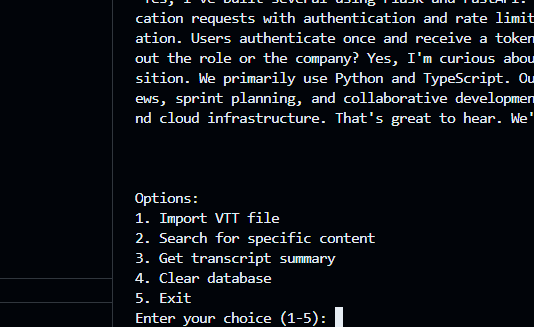 "Yes, I've built several using Flask and FastAPI.
cation requests with authentication and rate limit
ation. Users authenticate once and receive a token
out the role or the company? Yes, I'm curious abou
sition. We primarily use Python and TypeScript. Ou
ews, sprint planning, and collaborative developmen
nd cloud infrastructure. That's great to hear. We'
Options:
1. Import VTT file
2. Search for specific content
3. Get transcript summary
4. Clear database
5. Exit
Enter your choice (1-5):